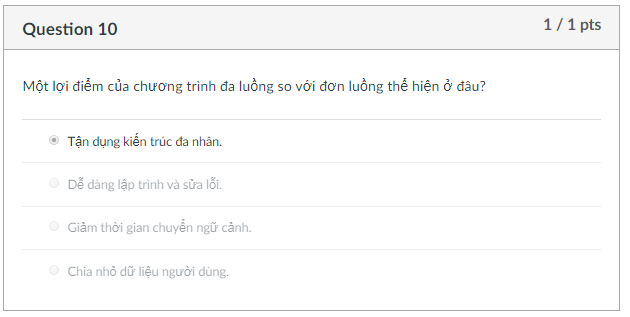 Question 10
1 / 1 pts
Một lợi điểm của chương trình đa luồng so với đơn luồng thể hiện ở đâu?
Tận dụng kiến trúc đa nhân.
Dễ dàng lập trình và sửa lỗi.
Giảm thời gian chuyển ngữ cảnh.
Chia nhỏ dữ liệu người dùng.